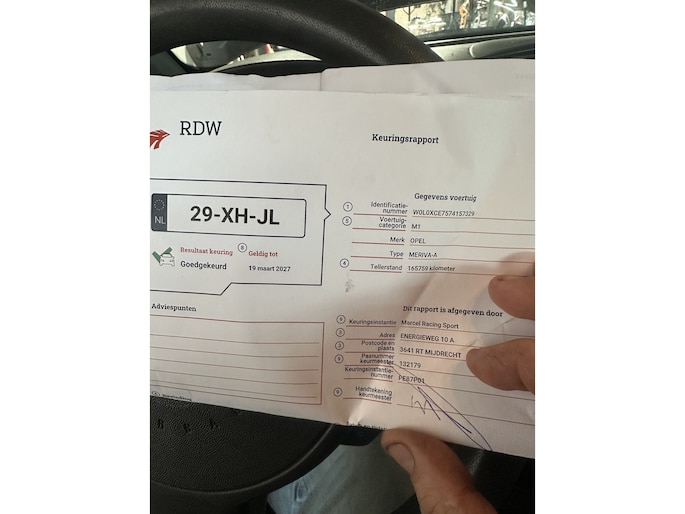 RDW
Keuringsrapport
NL
29-XH-JL
Resultaat keuring
Goedgekeurd
8
Geldig tot
19 maart 2027
Adviespunten
Gegevens voertuig
1 Identificatie-
nummer W0L0XCE7574157329
5 Voertuig-
categorie M1
Merk OPEL
Type MERIVA-A
4 Tellerstand 165759 kilometer
Dit rapport is afgegeven door
Keuringsinstantie Marcel Racing Sport
Adres ENERGIEWEG 10 A
3 Postcode en
plaats 3641 RT MIJDRECHT
9 Pasnummer
keurmeester 132179
Keuringsinstantie-
nummer
Handtekening
keurmeester